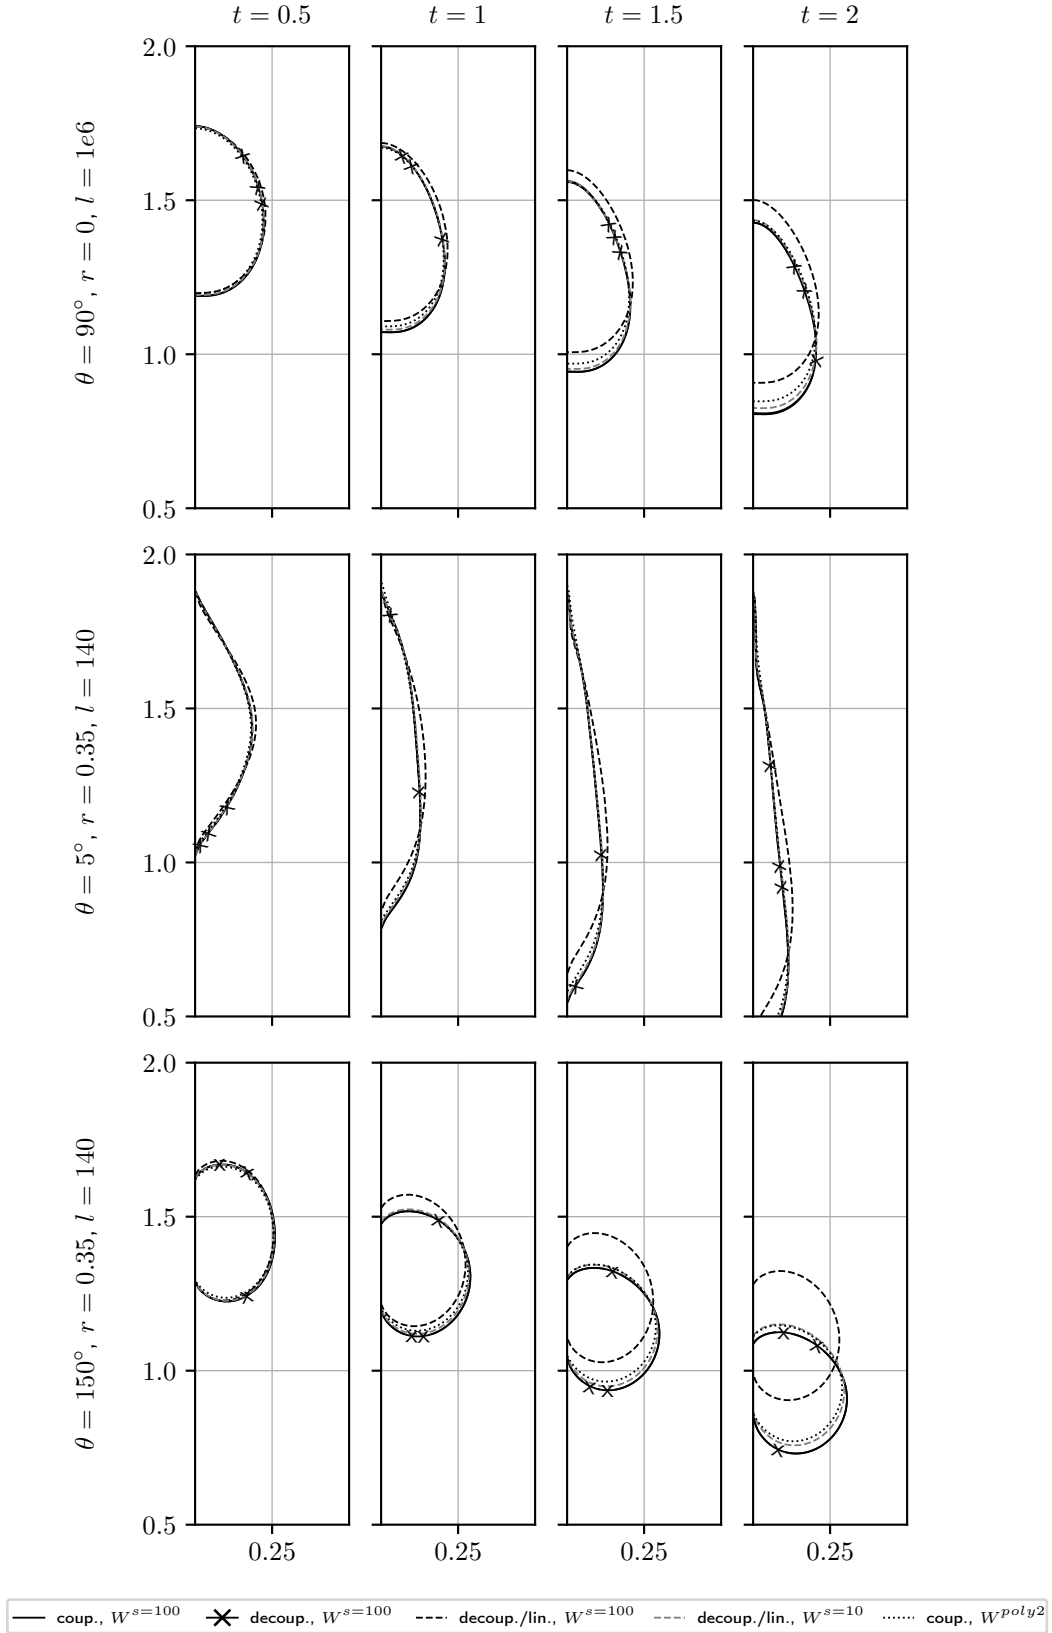 t = 0.5
t = 1
t = 1.5
t = 2
θ = 90°, r = 0, l = 1e6
2.0
1.5
1.0
0.5
θ = 5°, r = 0.35, l = 140
2.0
1.5
1.0
0.5
θ = 150°, r = 0.35, l = 140
2.0
1.5
1.0
0.5
0.25
0.25
0.25
0.25
coup., W^{s=100}
decoup., W^{s=100}
decoup./lin., W^{s=100}
decoup./lin., W^{s=10}
coup., W^{poly2}